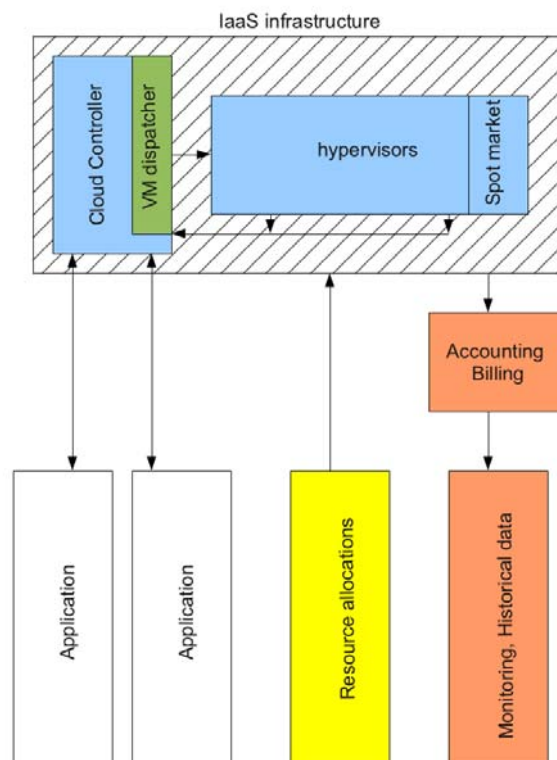 IaaS infrastructure
Cloud Controller
VM dispatcher
hypervisors
Spot market
Accounting
Billing
Application
Application
Resource allocations
Monitoring, Historical data